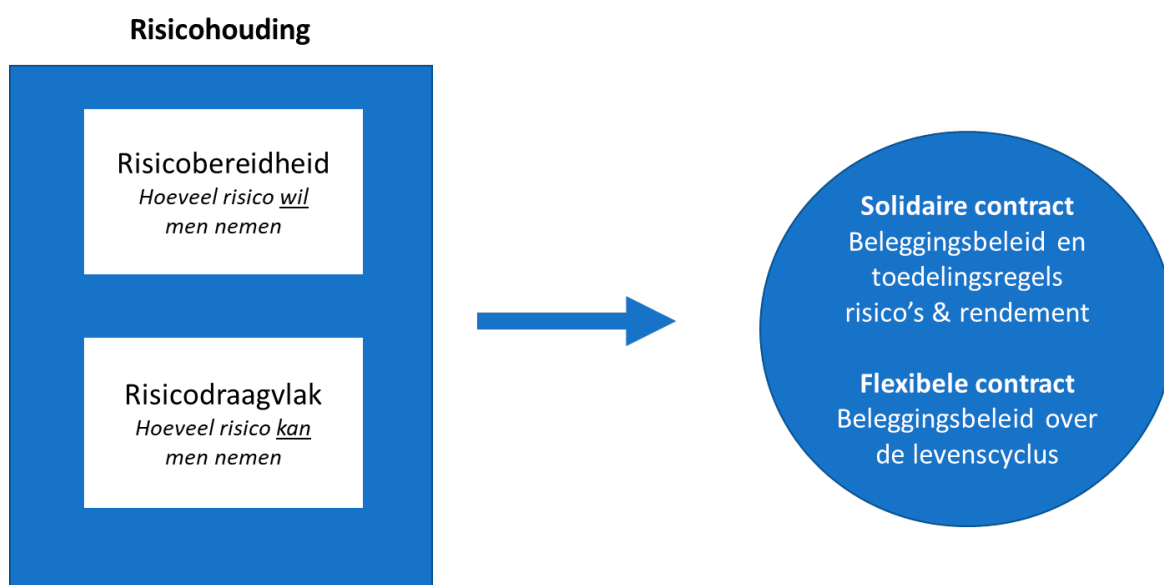 Risicohouding
Risicobereidheid
Hoeveel risico wil
men nemen
Risicodraagvlak
Hoeveel risico kan
men nemen
Solidaire contract
Beleggingsbeleid en
toedelingsregels
risico's & rendement
Flexibele contract
Beleggingsbeleid over
de levenscyclus